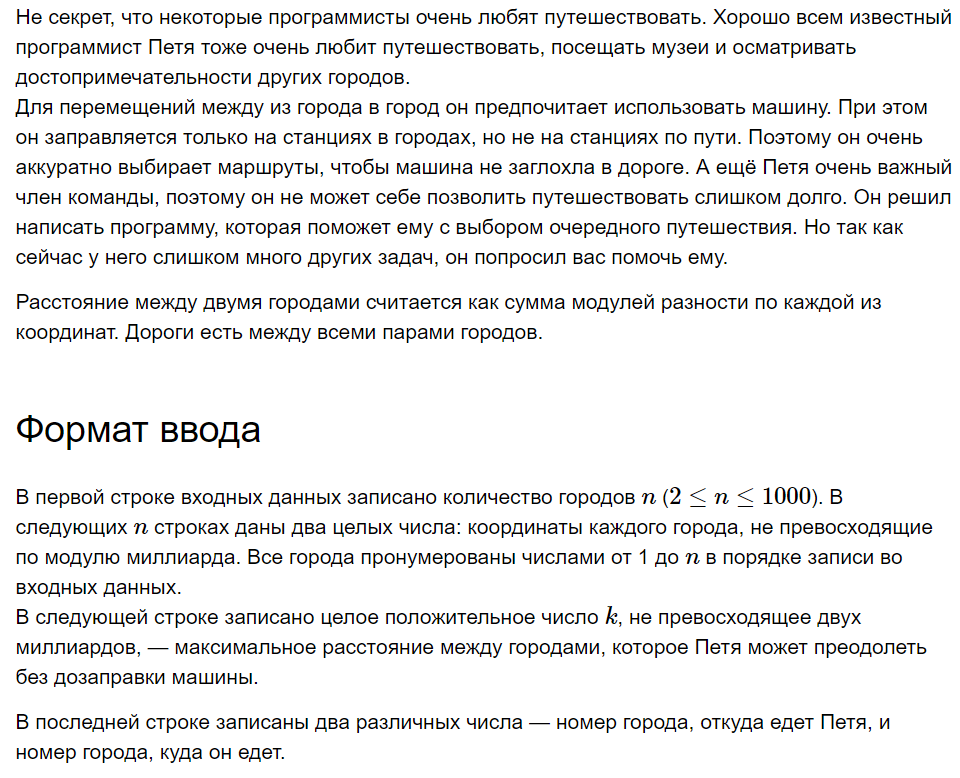 Не секрет, что некоторые программисты очень любят путешествовать. Хорошо всем известный
программист Петя тоже очень любит путешествовать, посещать музеи и осматривать
достопримечательности других городов.
Для перемещений между из города в город он предпочитает использовать машину. При этом
он заправляется только на станциях в городах, но не на станциях по пути. Поэтому он очень
аккуратно выбирает маршруты, чтобы машина не заглохла в дороге. А ещё Петя очень важный
член команды, поэтому он не может себе позволить путешествовать слишком долго. Он решил
написать программу, которая поможет ему с выбором очередного путешествия. Но так как
сейчас у него слишком много других задач, он попросил вас помочь ему.
Расстояние между двумя городами считается как сумма модулей разности по каждой из
координат. Дороги есть между всеми парами городов.
Формат ввода
В первой строке входных данных записано количество городов n (2 ≤ n ≤ 1000). В
следующих n строках даны два целых числа: координаты каждого города, не превосходящие
по модулю миллиарда. Все города пронумерованы числами от 1 до n в порядке записи во
входных данных.
В следующей строке записано целое положительное число k, не превосходящее двух
миллиардов, — максимальное расстояние между городами, которое Петя может преодолеть
без дозаправки машины.
В последней строке записаны два различных числа — номер города, откуда едет Петя, и
номер города, куда он едет.